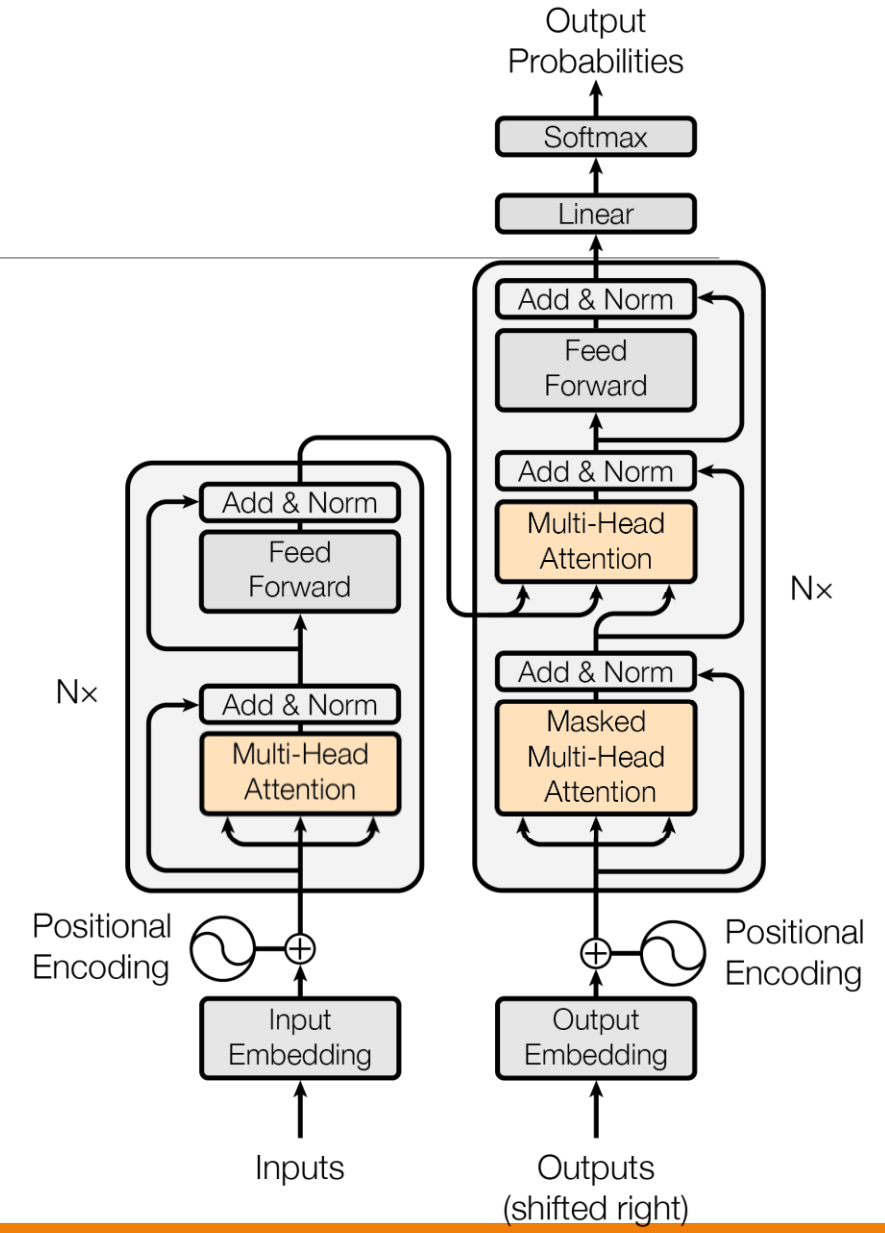 Output
Probabilities
Softmax
Linear
Add & Norm
Feed
Forward
Add & Norm
Multi-Head
Attention
Add & Norm
Masked
Multi-Head
Attention
N×
Add & Norm
Feed
Forward
Add & Norm
Multi-Head
Attention
N×
Positional
Encoding
Positional
Encoding
Input
Embedding
Output
Embedding
Inputs
Outputs
(shifted right)